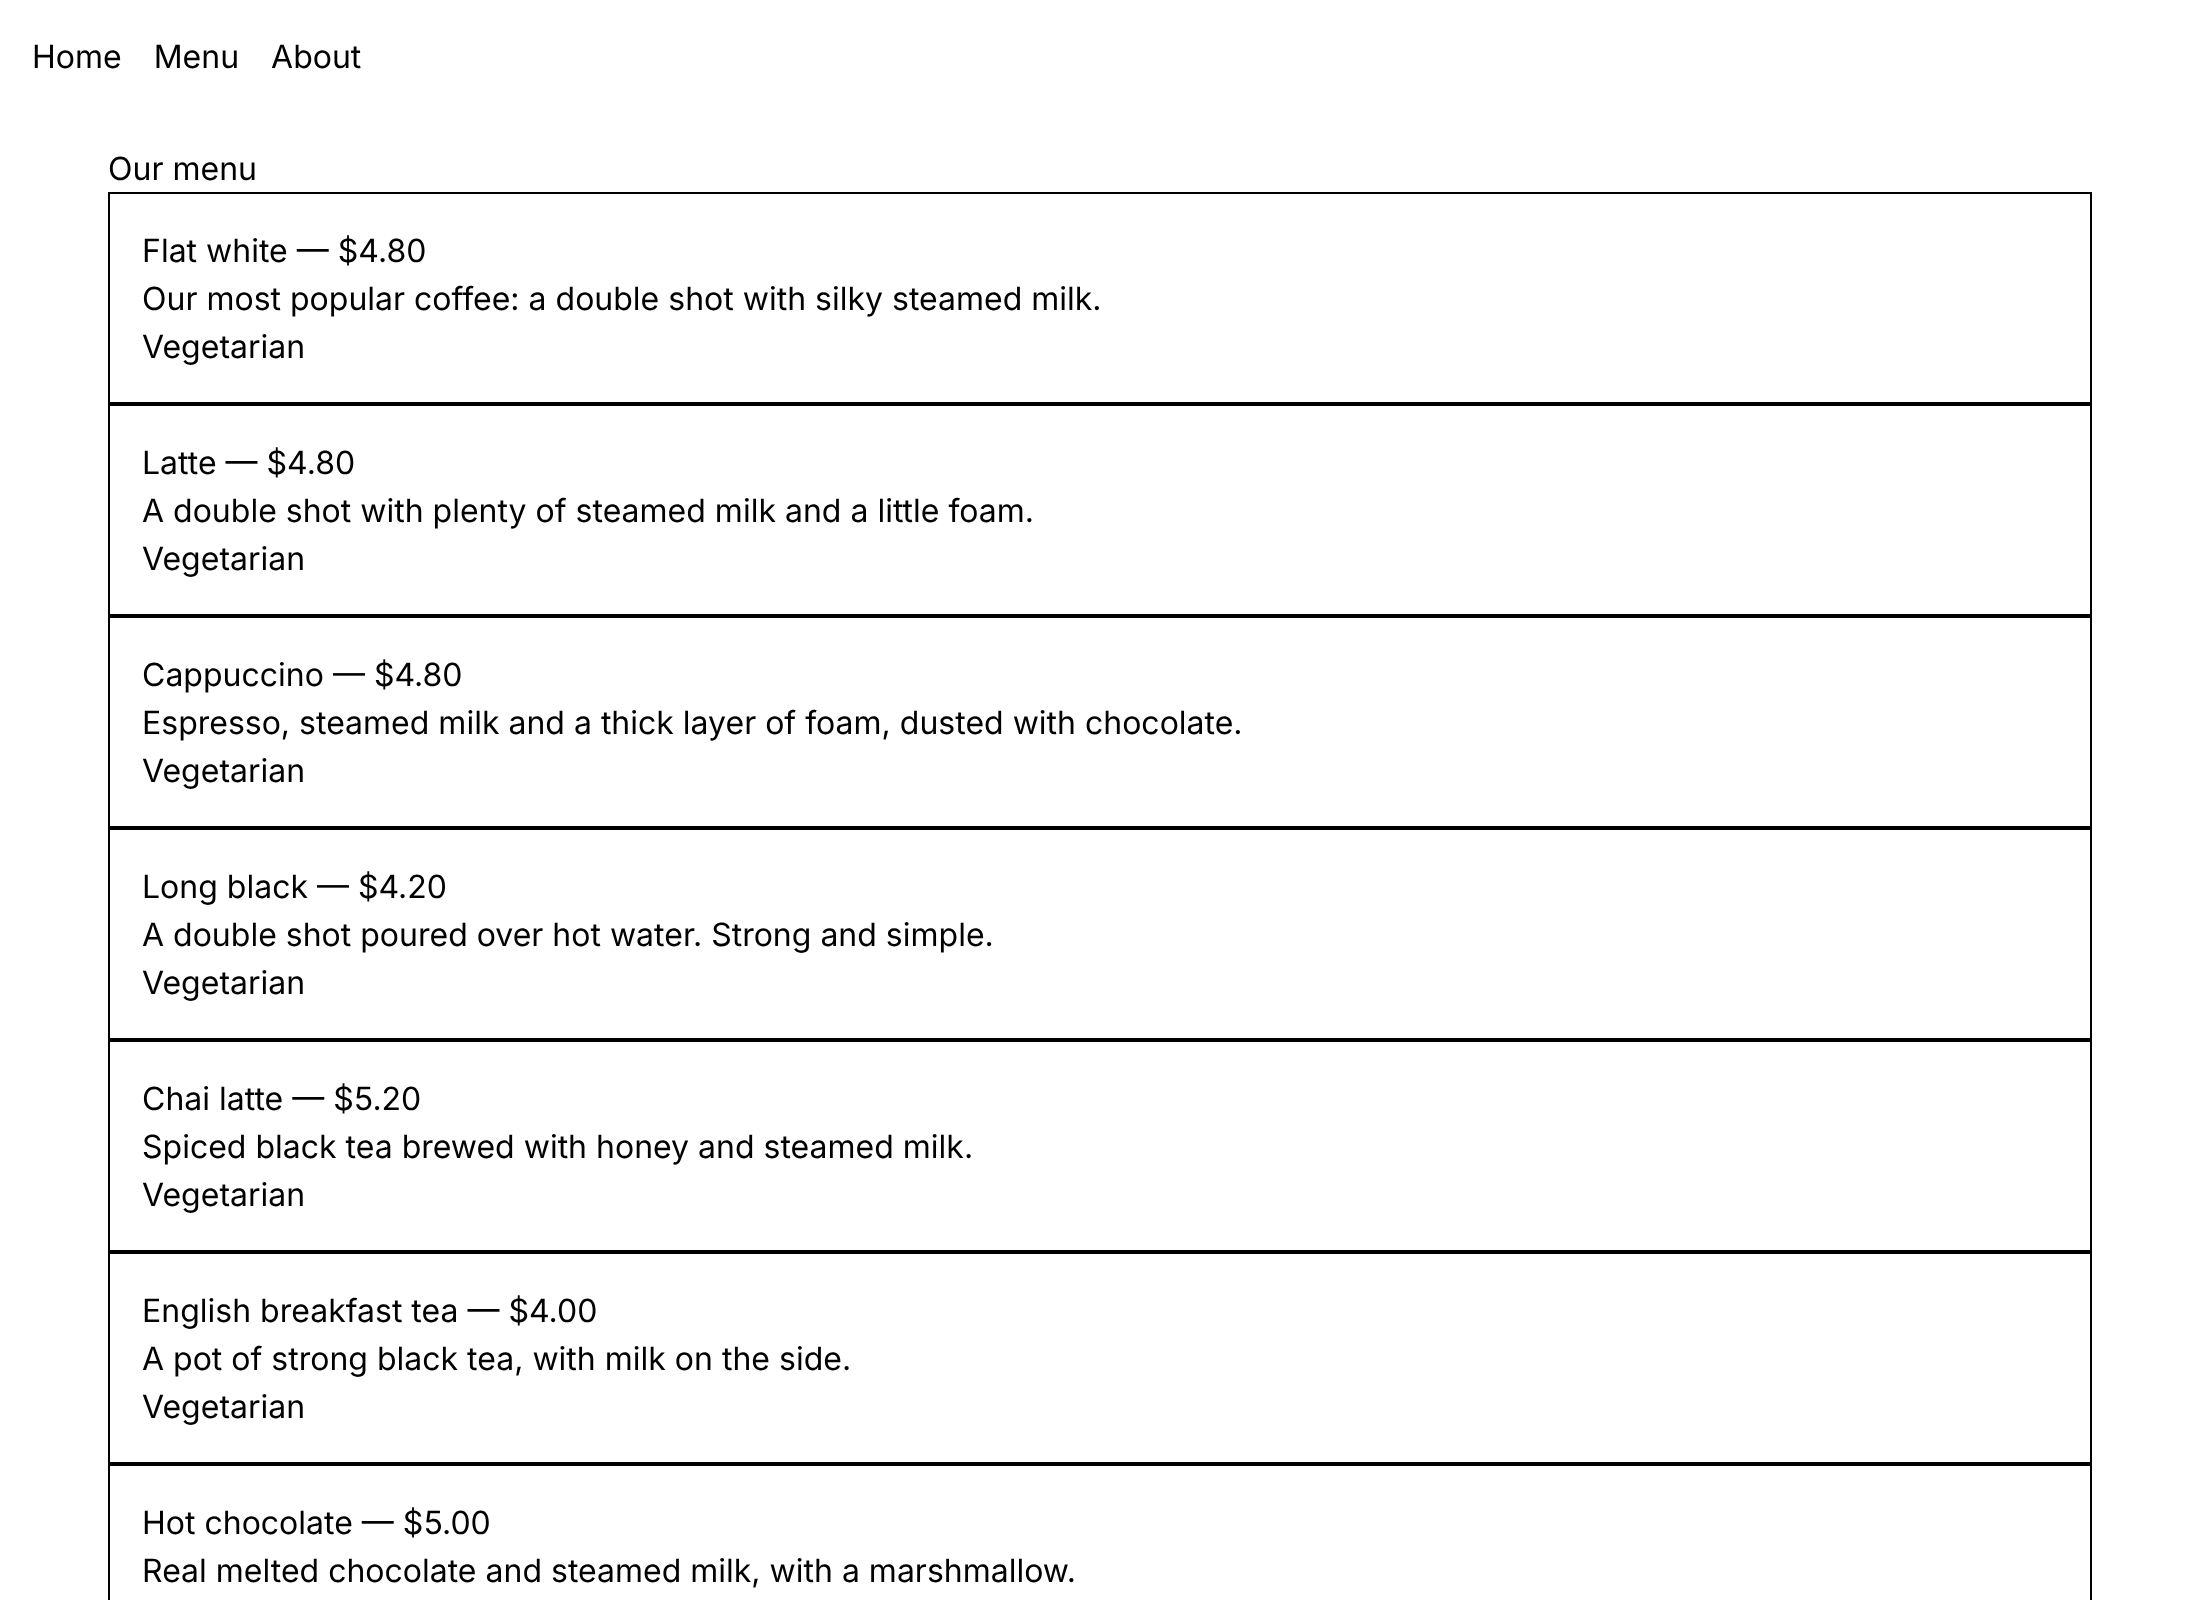 Home Menu About
Our menu
Flat white — $4.80
Our most popular coffee: a double shot with silky steamed milk.
Vegetarian
Latte — $4.80
A double shot with plenty of steamed milk and a little foam.
Vegetarian
Cappuccino — $4.80
Espresso, steamed milk and a thick layer of foam, dusted with chocolate.
Vegetarian
Long black — $4.20
A double shot poured over hot water. Strong and simple.
Vegetarian
Chai latte — $5.20
Spiced black tea brewed with honey and steamed milk.
Vegetarian
English breakfast tea — $4.00
A pot of strong black tea, with milk on the side.
Vegetarian
Hot chocolate — $5.00
Real melted chocolate and steamed milk, with a marshmallow.